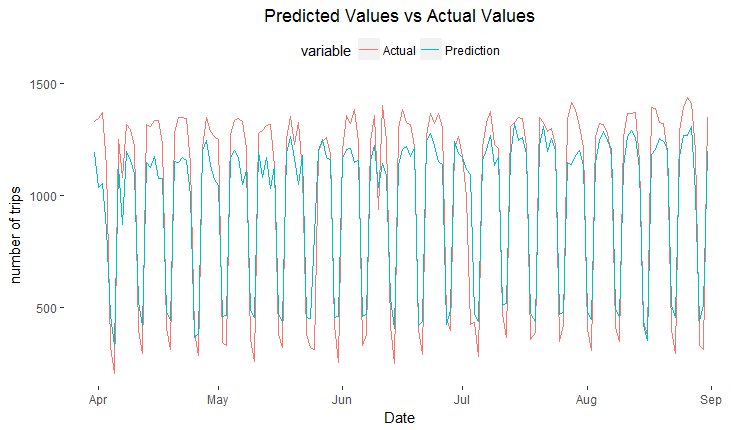 Predicted Values vs Actual Values
variable Actual Prediction
1500
1000
500
number of trips
Apr May Jun Jul Aug Sep
Date